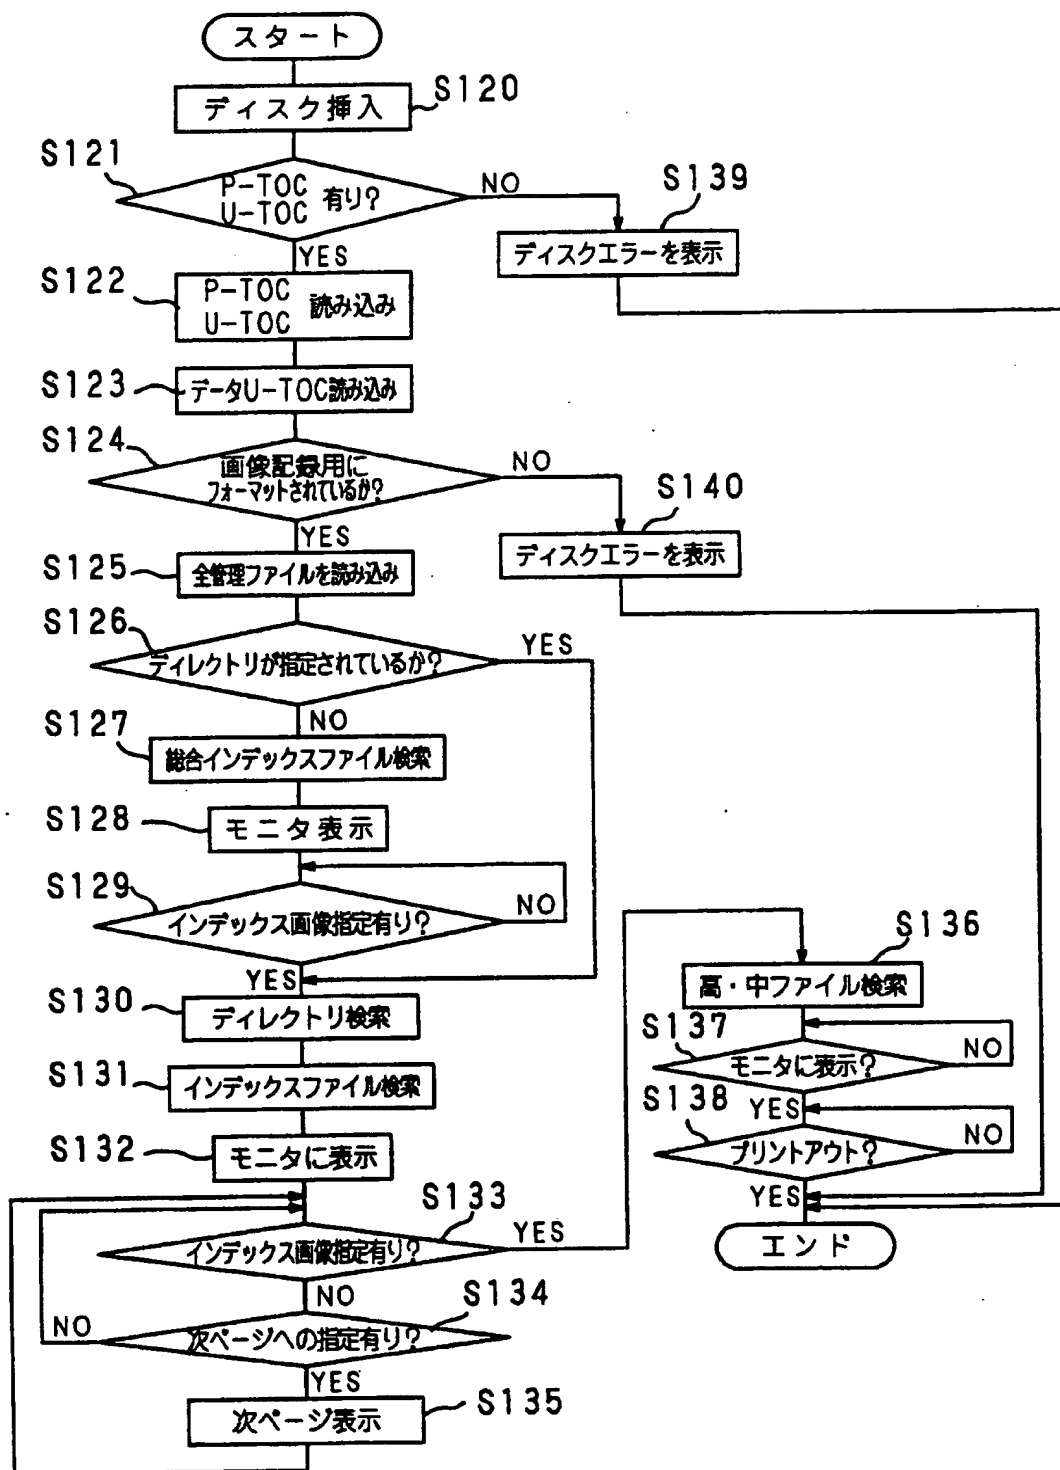 スタート
S120
ディスク挿入
S121
P-TOC
U-TOC 有り?
NO
YES
S139
ディスクエラーを表示
S122
P-TOC
U-TOC 読み込み
S123
データU-TOC読み込み
S124
画像記録用に
フォーマットされているか?
NO
YES
S140
ディスクエラーを表示
S125
全管理ファイルを読み込み
S126
ディレクトリが指定されているか?
YES
NO
S127
総合インデックスファイル検索
S128
モニタ表示
S129
インデックス画像指定有り?
NO
YES
S130
ディレクトリ検索
S131
インデックスファイル検索
S132
モニタに表示
S133
インデックス画像指定有り?
YES
NO
S134
次ページへの指定有り?
NO
YES
S135
次ページ表示
S136
高・中ファイル検索
S137
モニタに表示?
NO
YES
S138
プリントアウト?
NO
YES
エンド